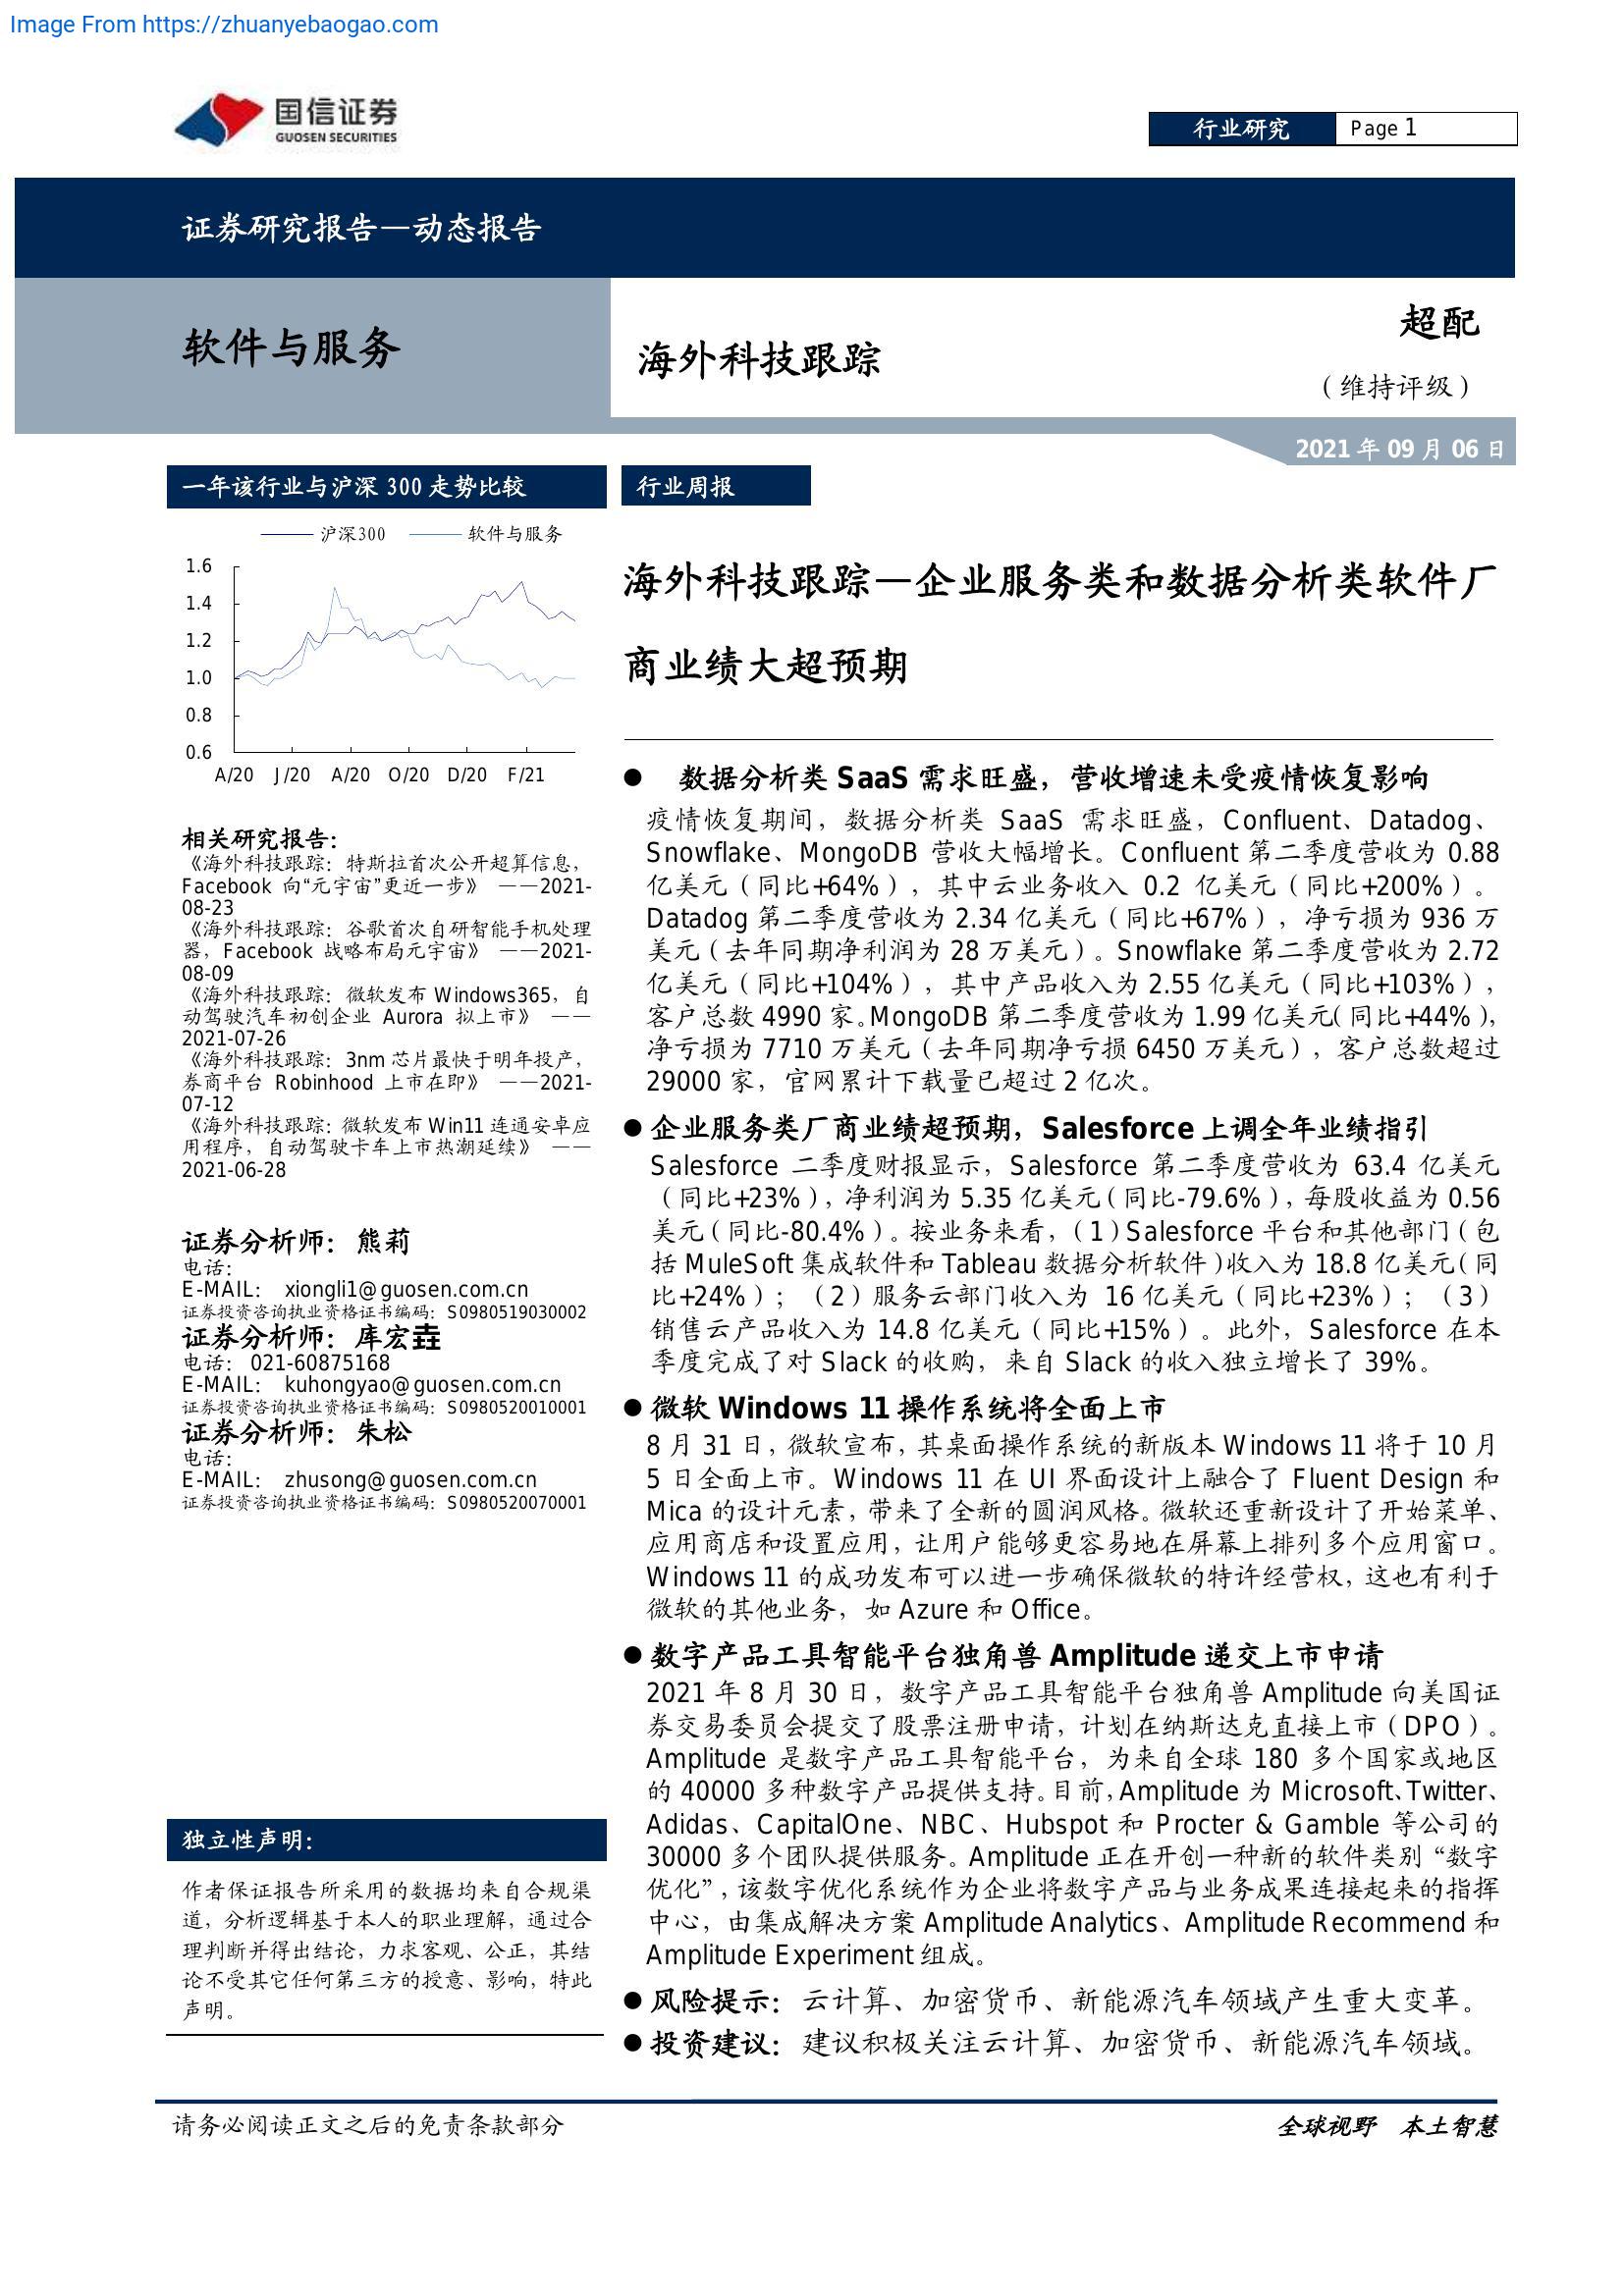 Image From https://zhuanyebaogao.com
国信证券
GUOSEN SECURITIES
行业研究 Page 1
证券研究报告—动态报告
软件与服务
海外科技跟踪
超配
（维持评级）
2021 年 09 月 06 日
一年该行业与沪深 300 走势比较
沪深300 软件与服务
1.6
1.4
1.2
1.0
0.8
0.6
A/20 J/20 A/20 O/20 D/20 F/21
相关研究报告：
《海外科技跟踪：特斯拉首次公开超算信息，
Facebook 向“元宇宙”更近一步》 ——2021-
08-23
《海外科技跟踪：谷歌首次自研智能手机处理
器，Facebook 战略布局元宇宙》 ——2021-
08-09
《海外科技跟踪：微软发布 Windows365，自
动驾驶汽车初创企业 Aurora 拟上市》 ——
2021-07-26
《海外科技跟踪：3nm 芯片最快于明年投产，
券商平台 Robinhood 上市在即》 ——2021-
07-12
《海外科技跟踪：微软发布 Win11 连通安卓应
用程序，自动驾驶卡车上市热潮延续》 ——
2021-06-28
证券分析师：熊莉
电话：
E-MAIL： xiongli1@guosen.com.cn
证券投资咨询执业资格证书编码：S0980519030002
证券分析师：库宏垚
电话： 021-60875168
E-MAIL： kuhongyao@guosen.com.cn
证券投资咨询执业资格证书编码：S0980520010001
证券分析师：朱松
电话：
E-MAIL： zhusong@guosen.com.cn
证券投资咨询执业资格证书编码：S0980520070001
独立性声明：
作者保证报告所采用的数据均来自合规渠
道，分析逻辑基于本人的职业理解，通过合
理判断并得出结论，力求客观、公正，其结
论不受其它任何第三方的授意、影响，特此
声明。
行业周报
海外科技跟踪—企业服务类和数据分析类软件厂
商业绩大超预期
● 数据分析类 SaaS 需求旺盛，营收增速未受疫情恢复影响
疫情恢复期间，数据分析类 SaaS 需求旺盛，Confluent、Datadog、
Snowflake、MongoDB 营收大幅增长。Confluent 第二季度营收为 0.88
亿美元（同比+64%），其中云业务收入 0.2 亿美元（同比+200%）。
Datadog 第二季度营收为 2.34 亿美元（同比+67%），净亏损为 936 万
美元（去年同期净利润为 28 万美元）。Snowflake 第二季度营收为 2.72
亿美元（同比+104%），其中产品收入为 2.55 亿美元（同比+103%），
客户总数 4990 家。MongoDB 第二季度营收为 1.99 亿美元（同比+44%），
净亏损为 7710 万美元（去年同期净亏损 6450 万美元），客户总数超过
29000 家，官网累计下载量已超过 2 亿次。
● 企业服务类厂商业绩超预期，Salesforce 上调全年业绩指引
Salesforce 二季度财报显示，Salesforce 第二季度营收为 63.4 亿美元
（同比+23%），净利润为 5.35 亿美元（同比-79.6%），每股收益为 0.56
美元（同比-80.4%）。按业务来看，（1）Salesforce 平台和其他部门（包
括 MuleSoft 集成软件和 Tableau 数据分析软件）收入为 18.8 亿美元（同
比+24%）；（2）服务云部门收入为 16 亿美元（同比+23%）；（3）
销售云产品收入为 14.8 亿美元（同比+15%）。此外，Salesforce 在本
季度完成了对 Slack 的收购，来自 Slack 的收入独立增长了 39%。
● 微软 Windows 11 操作系统将全面上市
8 月 31 日，微软宣布，其桌面操作系统的新版本 Windows 11 将于 10 月
5 日全面上市。Windows 11 在 UI 界面设计上融合了 Fluent Design 和
Mica 的设计元素，带来了全新的圆润风格。微软还重新设计了开始菜单、
应用商店和设置应用，让用户能够更容易地在屏幕上排列多个应用窗口。
Windows 11 的成功发布可以进一步确保微软的特许经营权，这也有利于
微软的其他业务，如 Azure 和 Office。
● 数字产品工具智能平台独角兽 Amplitude 递交上市申请
2021 年 8 月 30 日，数字产品工具智能平台独角兽 Amplitude 向美国证
券交易委员会提交了股票注册申请，计划在纳斯达克直接上市（DPO）。
Amplitude 是数字产品工具智能平台，为来自全球 180 多个国家或地区
的 40000 多种数字产品提供支持。目前，Amplitude 为 Microsoft、Twitter、
Adidas、CapitalOne、NBC、Hubspot 和 Procter & Gamble 等公司的
30000 多个团队提供服务。Amplitude 正在开创一种新的软件类别“数字
优化”，该数字优化系统作为企业将数字产品与业务成果连接起来的指挥
中心，由集成解决方案 Amplitude Analytics、Amplitude Recommend 和
Amplitude Experiment 组成。
● 风险提示：云计算、加密货币、新能源汽车领域产生重大变革。
● 投资建议：建议积极关注云计算、加密货币、新能源汽车领域。
请务必阅读正文之后的免责条款部分
全球视野 本土智慧